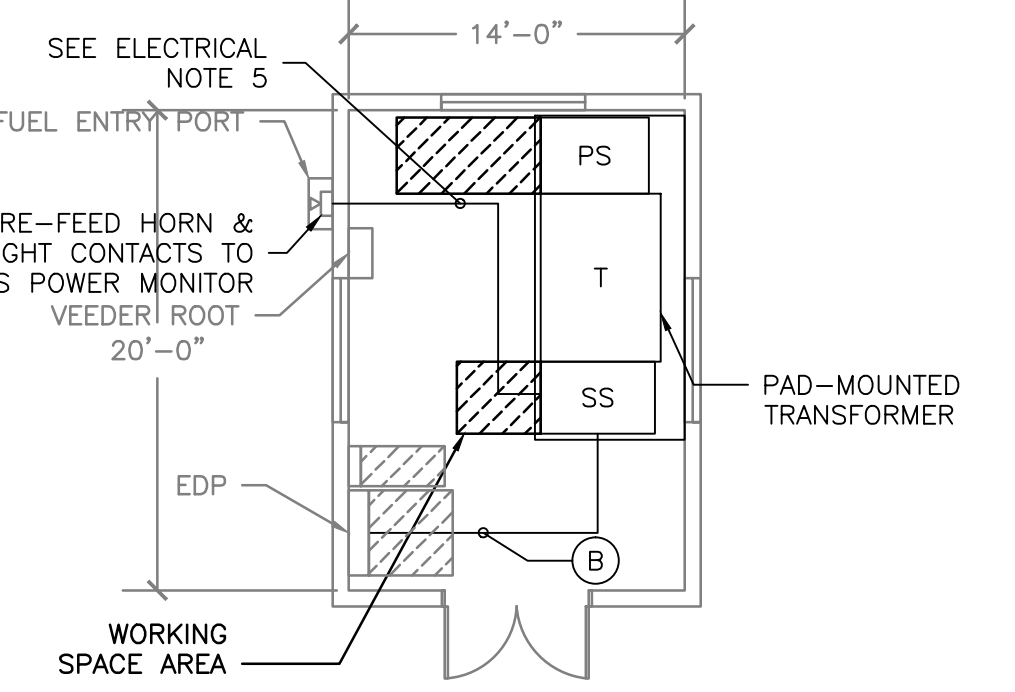 14'-0"
SEE ELECTRICAL
NOTE 5
FUEL ENTRY PORT
PS
RE-FEED HORN &
GHT CONTACTS TO
S POWER MONITOR
T
VEEDER ROOT
20'-0"
PAD-MOUNTED
TRANSFORMER
SS
EDP
B
WORKING
SPACE AREA